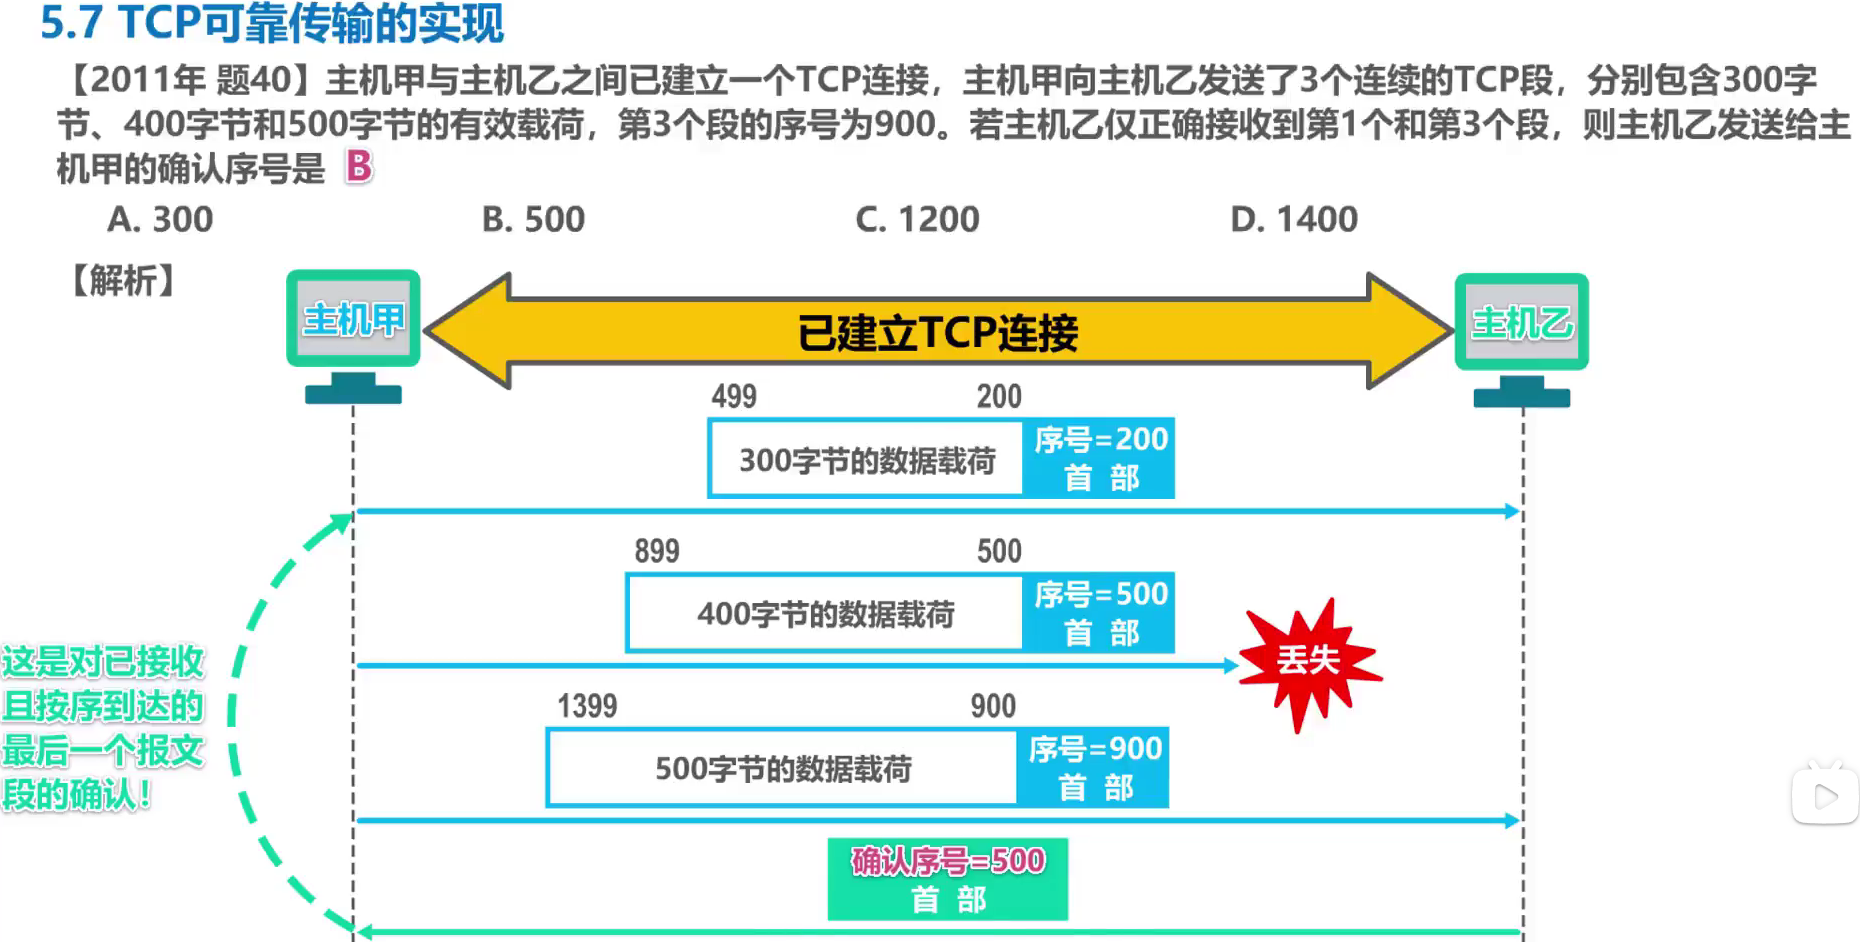 5.7 TCP可靠传输的实现
【2011年 题40】主机甲与主机乙之间已建立一个TCP连接，主机甲向主机乙发送了3个连续的TCP段，分别包含300字
节、400字节和500字节的有效载荷，第3个段的序号为900。若主机乙仅正确接收到第1个和第3个段，则主机乙发送给主
机甲的确认序号是 B
A. 300 B. 500 C. 1200 D. 1400
【解析】
主机甲
已建立TCP连接
主机乙
499 200
300字节的数据载荷
序号=200
首 部
899 500
400字节的数据载荷
序号=500
首 部
丢失
这是对已接收
且按序到达的
最后一个报文
段的确认！
1399 900
500字节的数据载荷
序号=900
首 部
确认序号=500
首 部